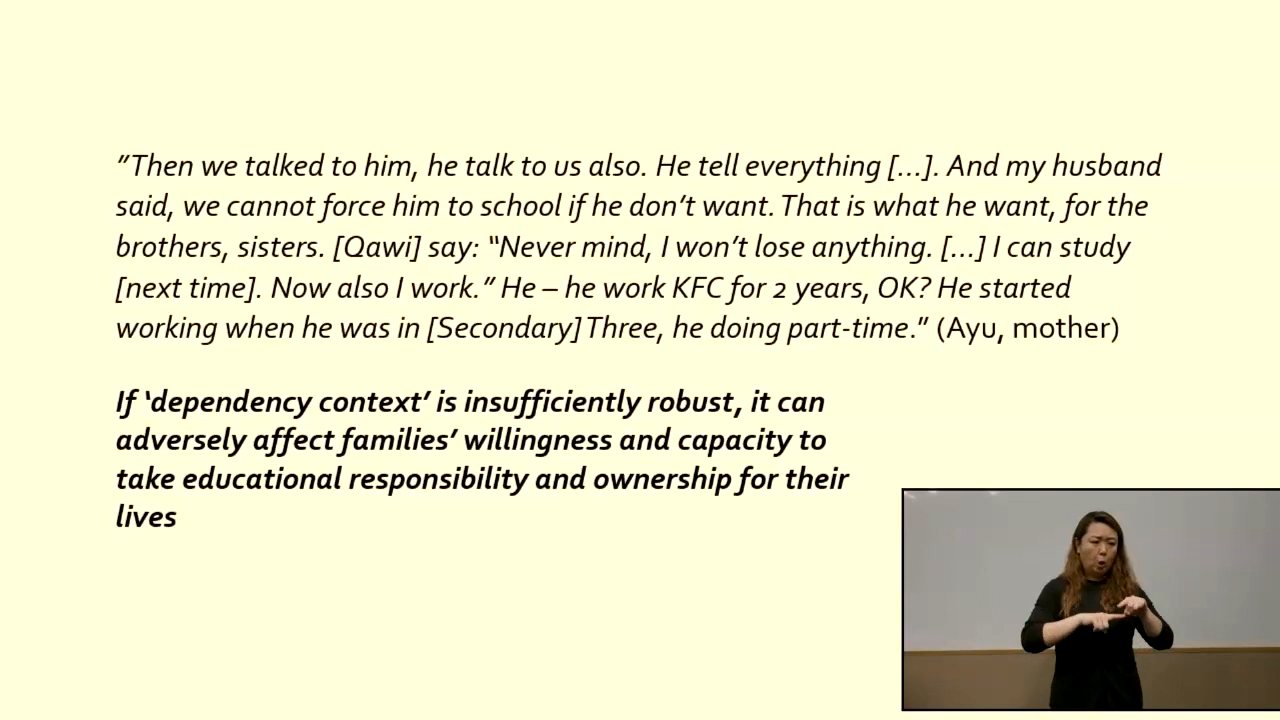 ”Then we talked to him, he talk to us also. He tell everything […]. And my husband
said, we cannot force him to school if he don’t want. That is what he want, for the
brothers, sisters. [Qawi] say: “Never mind, I won’t lose anything. […] I can study
[next time]. Now also I work.” He – he work KFC for 2 years, OK? He started
working when he was in [Secondary] Three, he doing part-time.” (Ayu, mother)
If ‘dependency context’ is insufficiently robust, it can
adversely affect families’ willingness and capacity to
take educational responsibility and ownership for their
lives